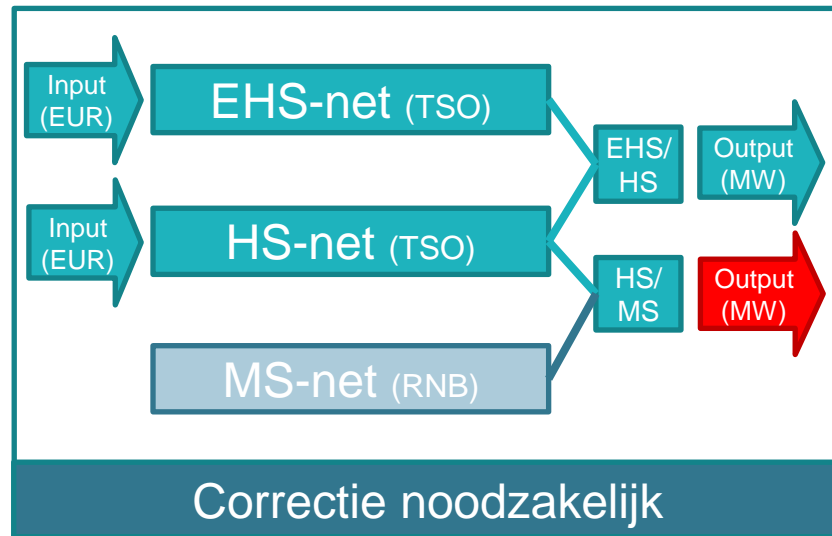 Input
(EUR)
EHS-net (TSO)
EHS/
HS
Output
(MW)
Input
(EUR)
HS-net (TSO)
HS/
MS
Output
(MW)
MS-net (RNB)
Correctie noodzakelijk